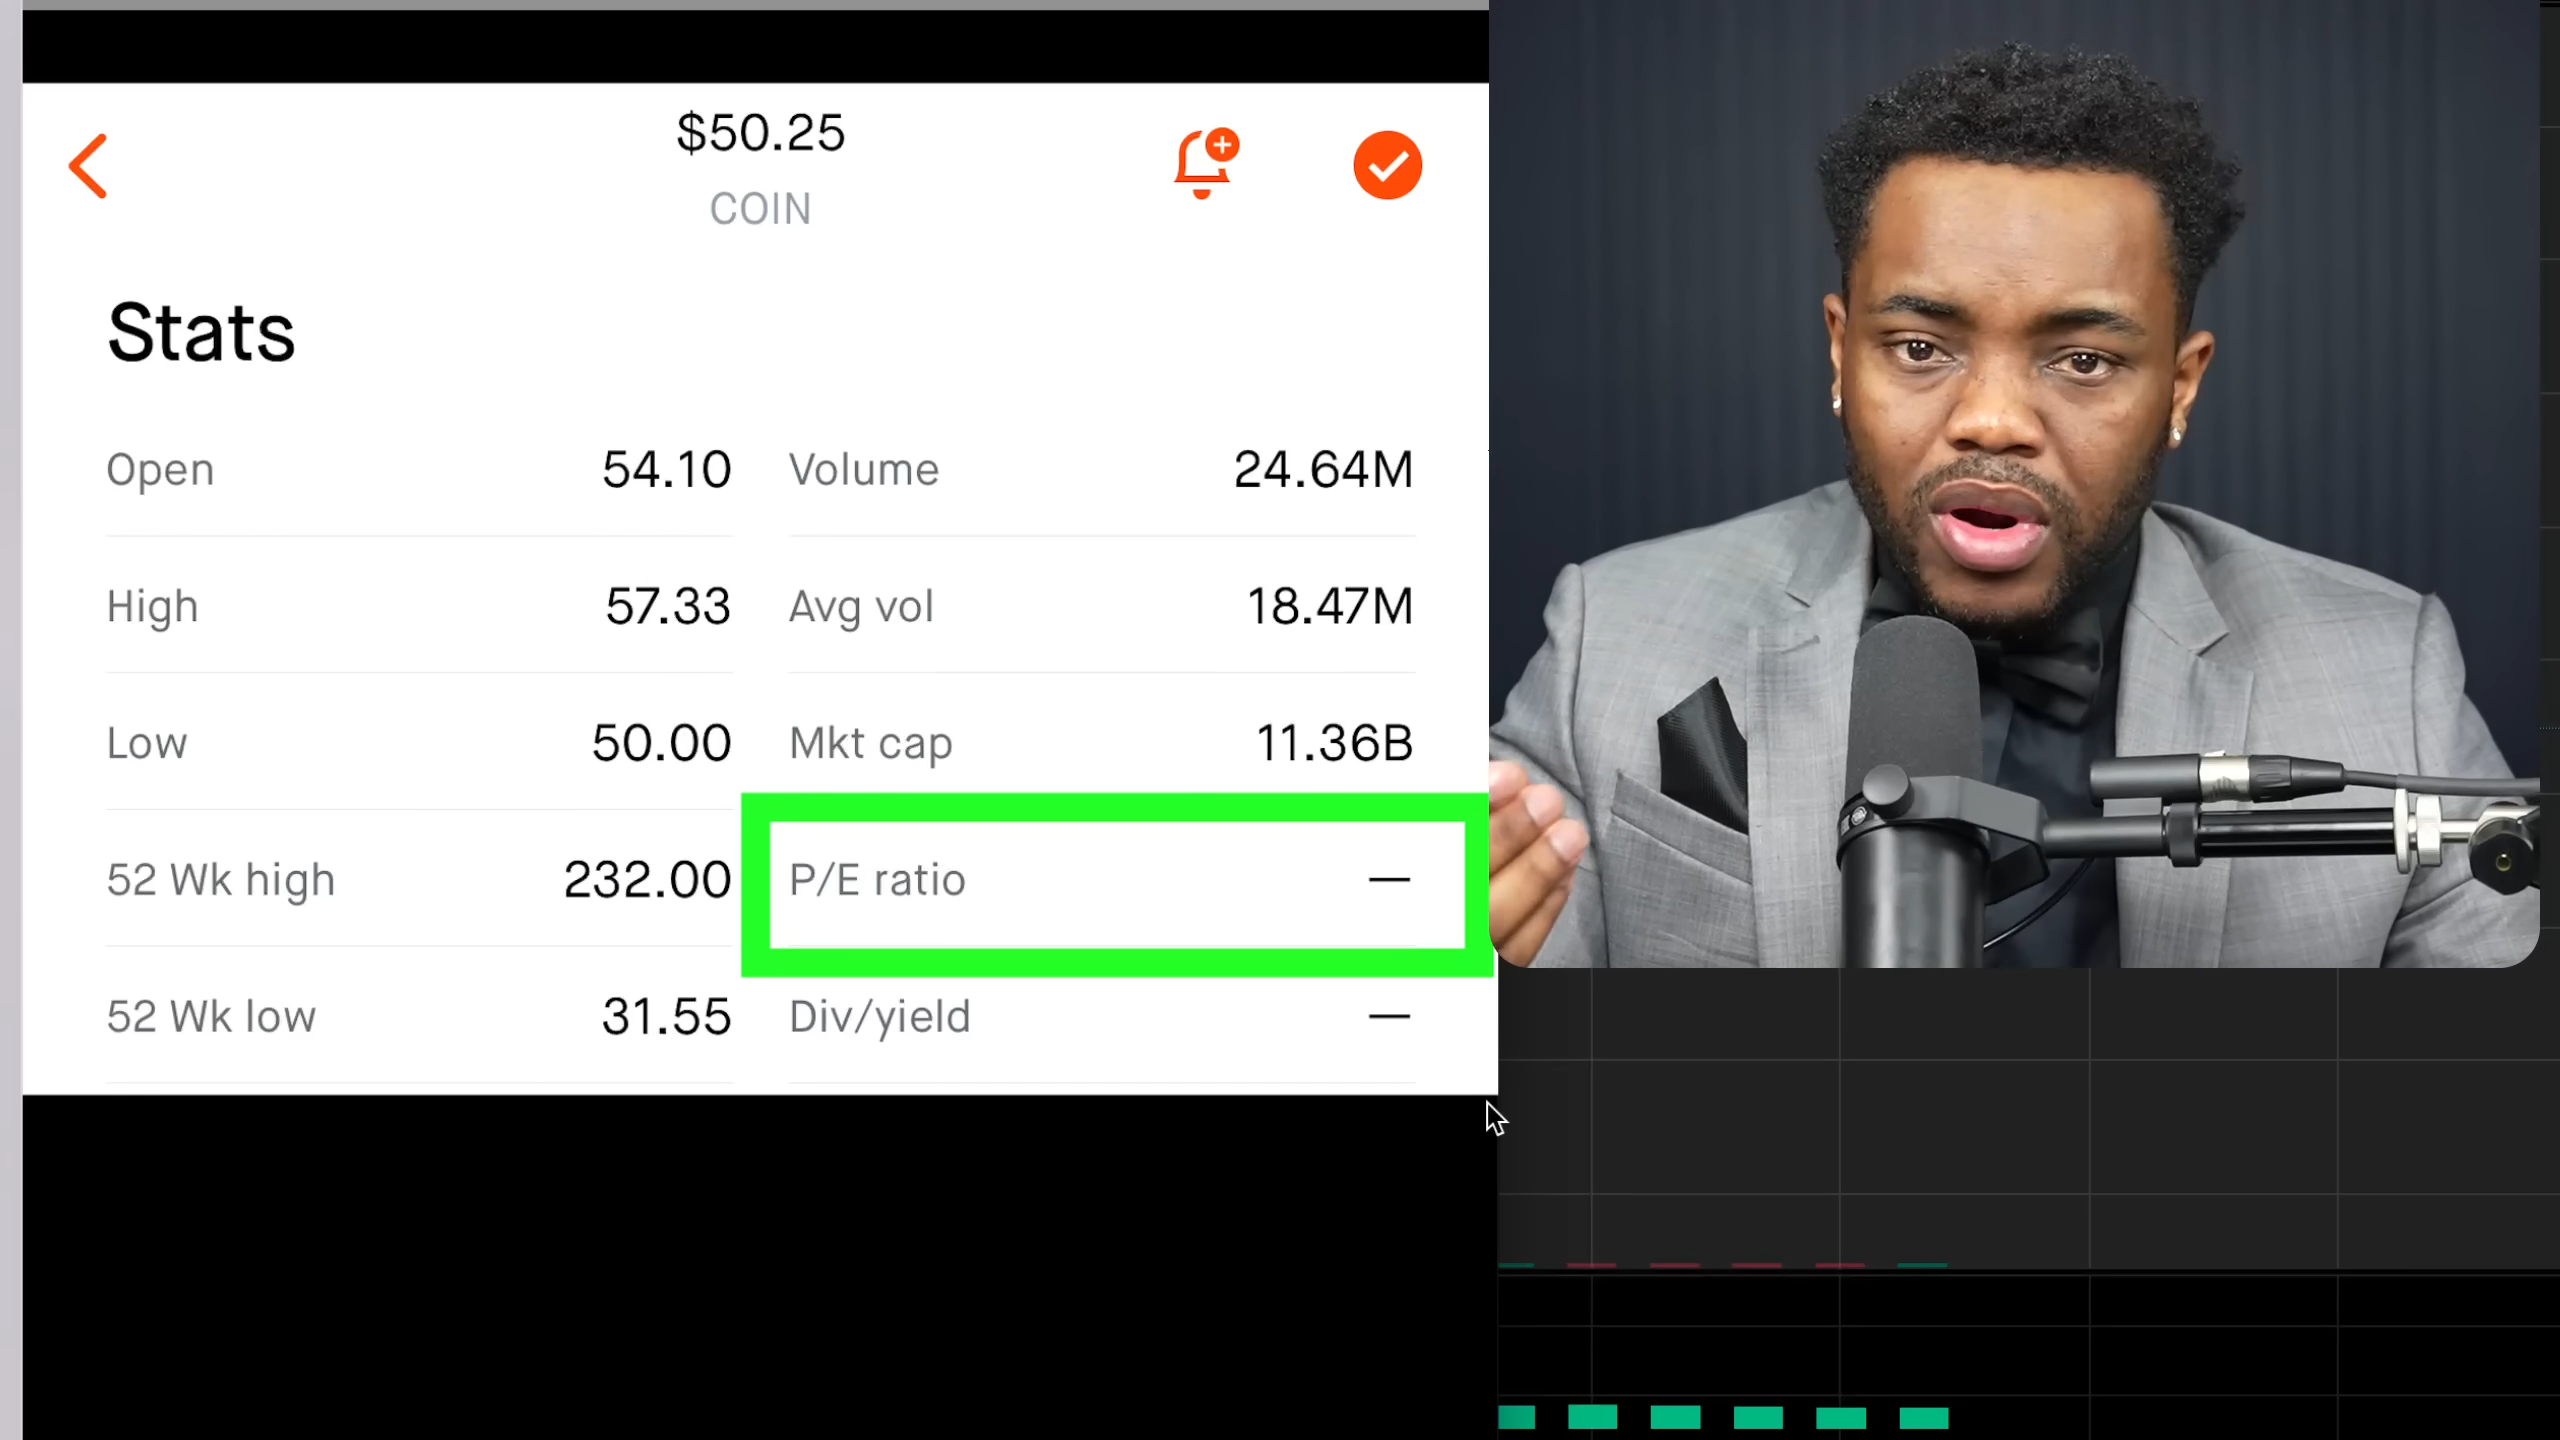 $50.25
COIN
Stats
Open 54.10 Volume 24.64M
High 57.33 Avg vol 18.47M
Low 50.00 Mkt cap 11.36B
52 Wk high 232.00 P/E ratio —
52 Wk low 31.55 Div/yield —